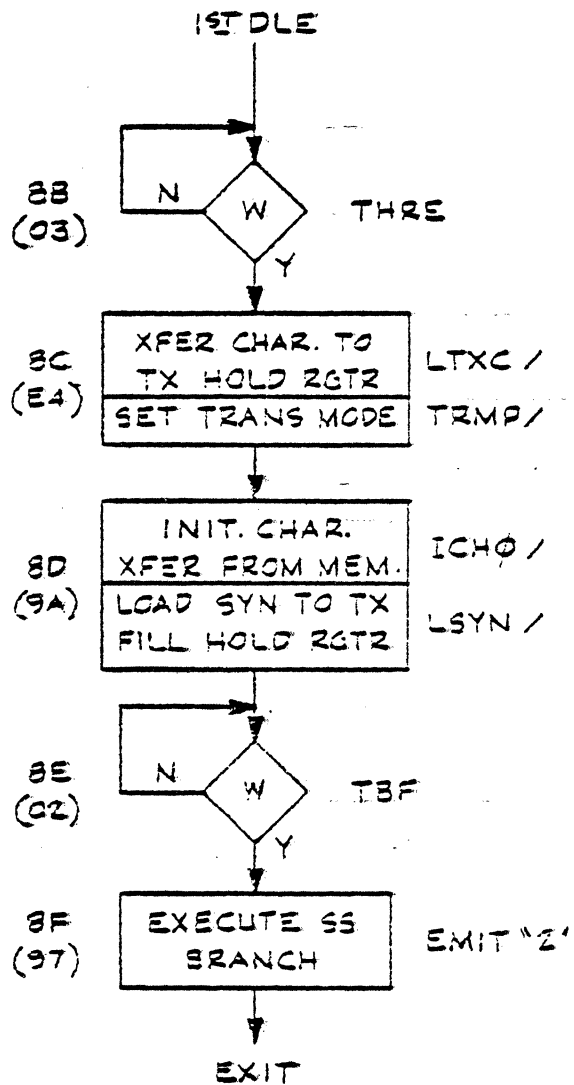 1ST DLE
8B
(03)
N
W
THRE
Y
8C
(E4)
XFER CHAR. TO
TX HOLD RGTR
LTXC /
SET TRANS MODE
TRMP/
8D
(9A)
INIT. CHAR.
XFER FROM MEM.
ICHØ /
LOAD SYN TO TX
FILL HOLD RGTR
LSYN /
8E
(02)
N
W
TBF
Y
8F
(97)
EXECUTE SS
BRANCH
EMIT "2"
EXIT